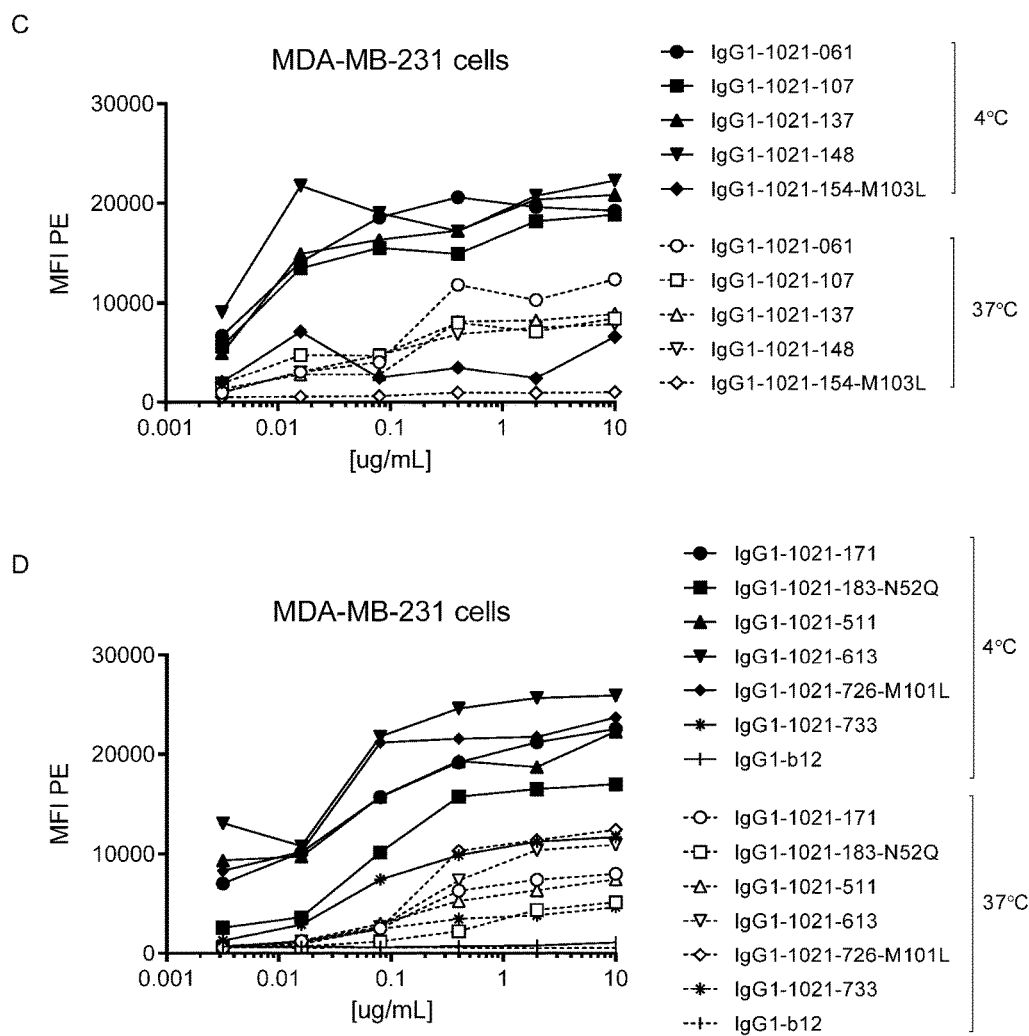 C
MDA-MB-231 cells
MFI PE
30000
20000
10000
0
0.001
0.01
0.1
1
10
[ug/mL]
IgG1-1021-061
IgG1-1021-107
IgG1-1021-137
IgG1-1021-148
IgG1-1021-154-M103L
4°C
IgG1-1021-061
IgG1-1021-107
IgG1-1021-137
IgG1-1021-148
IgG1-1021-154-M103L
37°C
D
MDA-MB-231 cells
MFI PE
30000
20000
10000
0
0.001
0.01
0.1
1
10
[ug/mL]
IgG1-1021-171
IgG1-1021-183-N52Q
IgG1-1021-511
IgG1-1021-613
IgG1-1021-726-M101L
IgG1-1021-733
IgG1-b12
4°C
IgG1-1021-171
IgG1-1021-183-N52Q
IgG1-1021-511
IgG1-1021-613
IgG1-1021-726-M101L
IgG1-1021-733
IgG1-b12
37°C